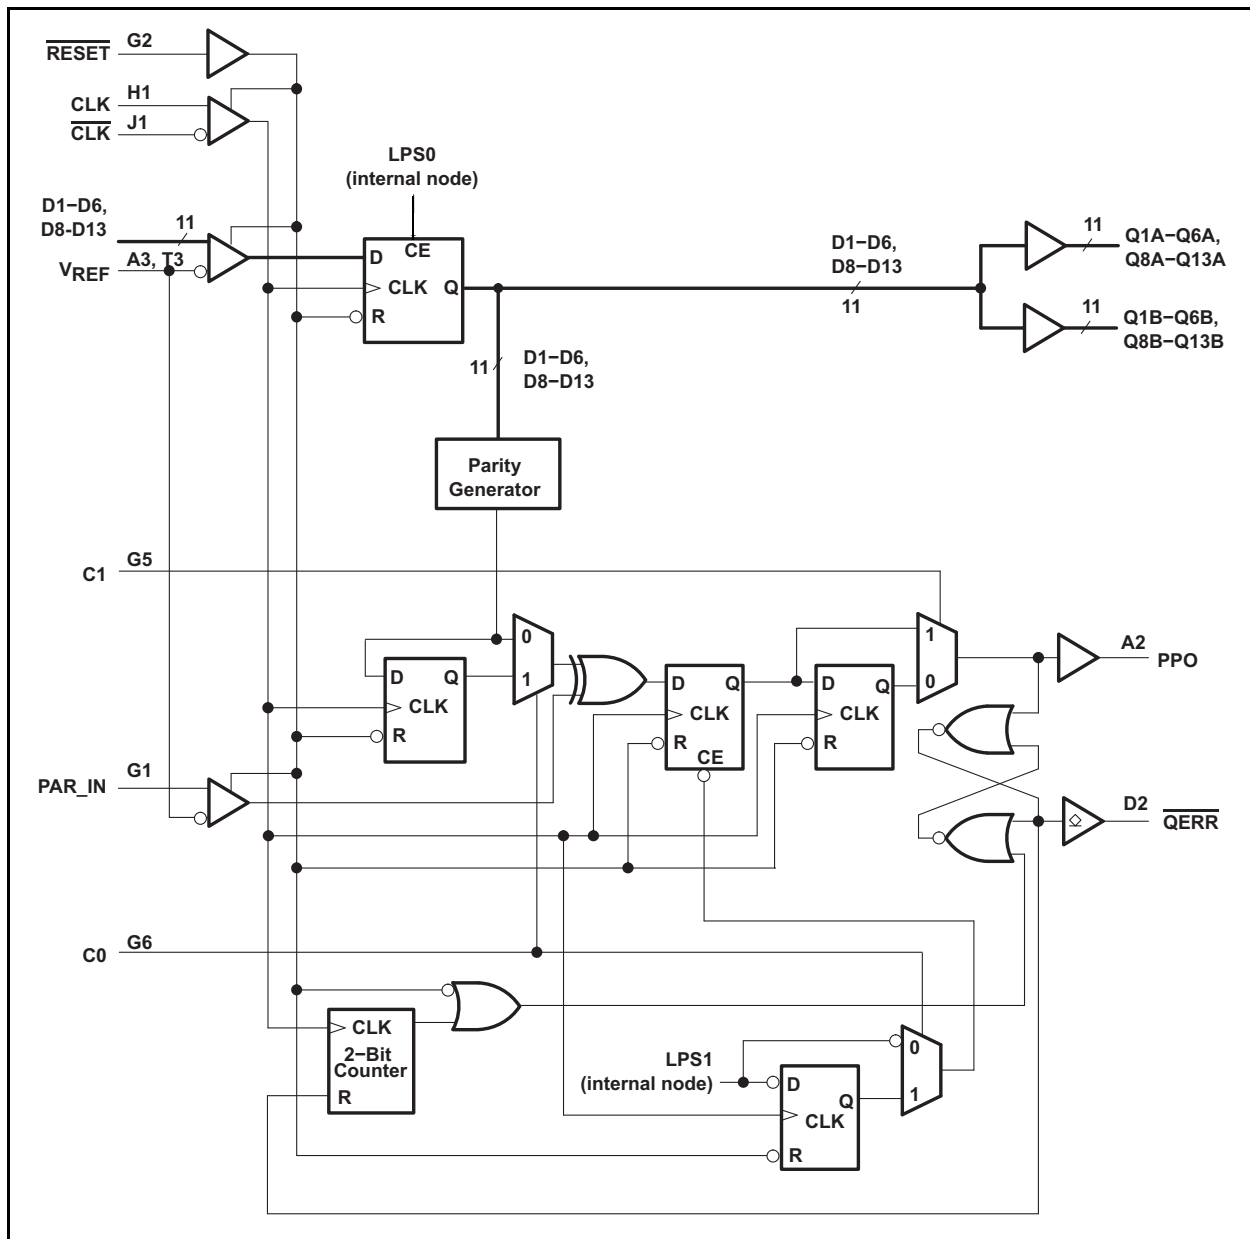 RESET G2
CLK H1
CLK J1
LPS0
(internal node)
D1−D6,
D8-D13
11
VREF A3, T3
CE
D
CLK Q
R
D1−D6,
D8−D13
11
11
Q1A−Q6A,
Q8A−Q13A
11
Q1B−Q6B,
Q8B−Q13B
11
D1−D6,
D8−D13
Parity
Generator
C1 G5
0
1
D Q
CLK
R
D Q
CLK
R
CE
D Q
CLK
R
1
0
A2
PPO
PAR_IN G1
D2
QERR
C0 G6
CLK
2−Bit
Counter
R
LPS1
(internal node)
0
1
D
Q
CLK
R